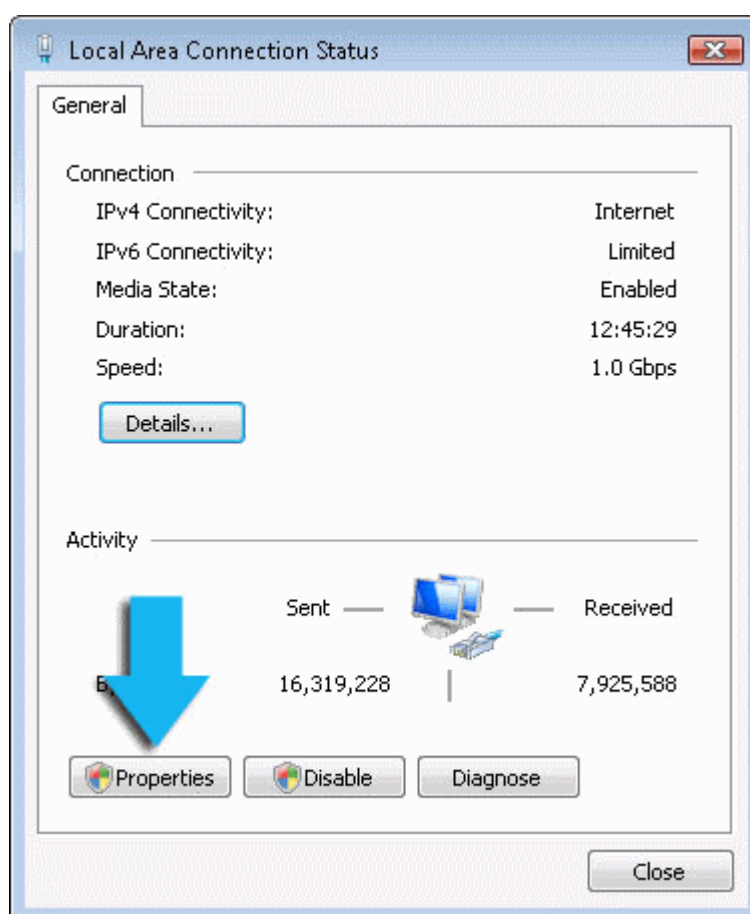 Local Area Connection Status
General
Connection
IPv4 Connectivity: Internet
IPv6 Connectivity: Limited
Media State: Enabled
Duration: 12:45:29
Speed: 1.0 Gbps
Details...
Activity
Sent Received
16,319,228 7,925,588
Properties Disable Diagnose
Close